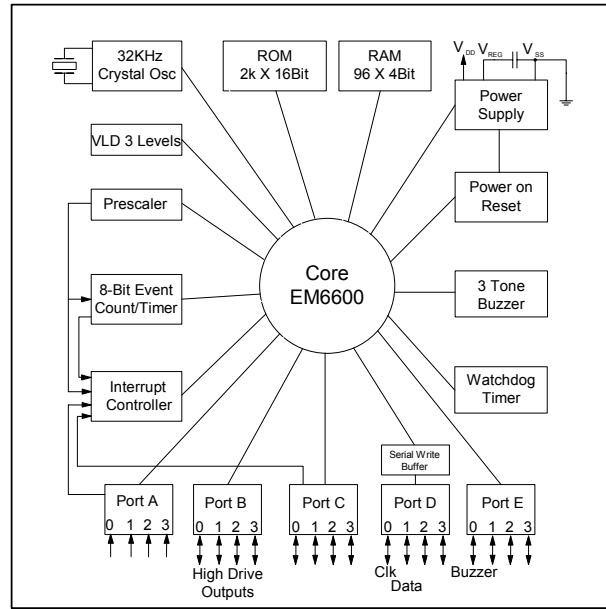 32KHz
Crystal Osc
ROM
2k X 16Bit
RAM
96 X 4Bit
VDD
VREG
VSS
Power
Supply
VLD 3 Levels
Prescaler
Power on
Reset
Core
EM6600
8-Bit Event
Count/Timer
3 Tone
Buzzer
Interrupt
Controller
Watchdog
Timer
Serial Write
Buffer
Port A
0 1 2 3
Port B
0 1 2 3
Port C
0 1 2 3
Port D
0 1 2 3
Port E
0 1 2 3
High Drive
Outputs
Clk
Data
Buzzer